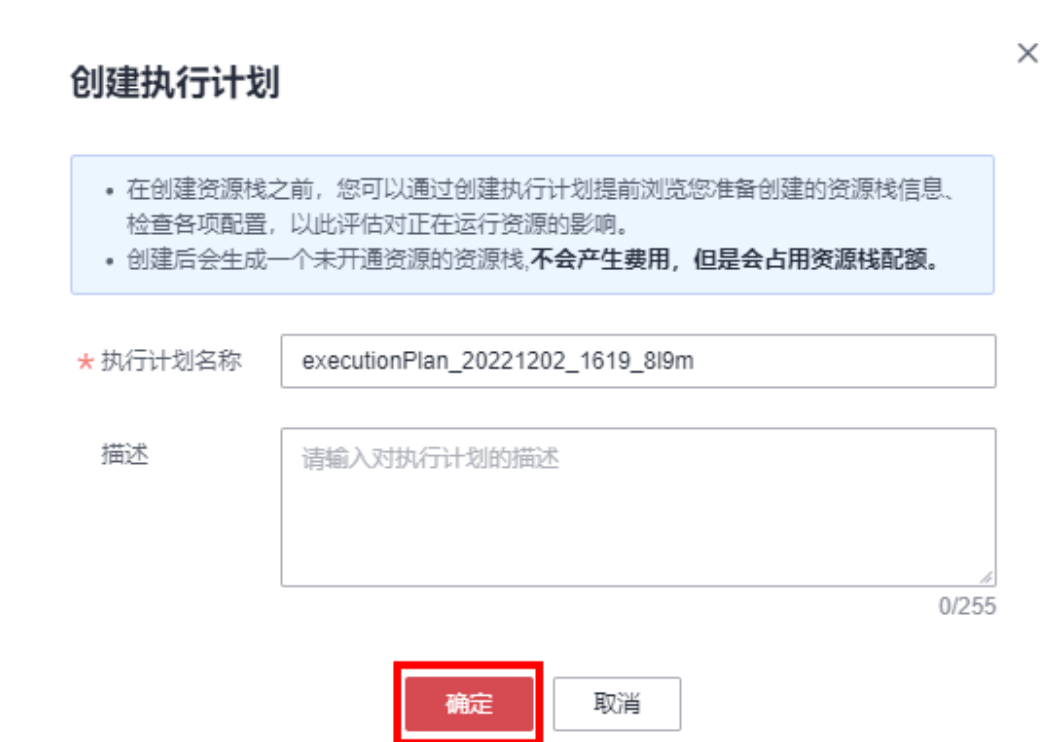 创建执行计划
• 在创建资源栈之前，您可以通过创建执行计划提前浏览您准备创建的资源栈信息、
检查各项配置，以此评估对正在运行资源的影响。
• 创建后会生成一个未开通资源的资源栈,不会产生费用，但是会占用资源栈配额。
* 执行计划名称 executionPlan_20221202_1619_8l9m
描述 请输入对执行计划的描述
0/255
确定 取消